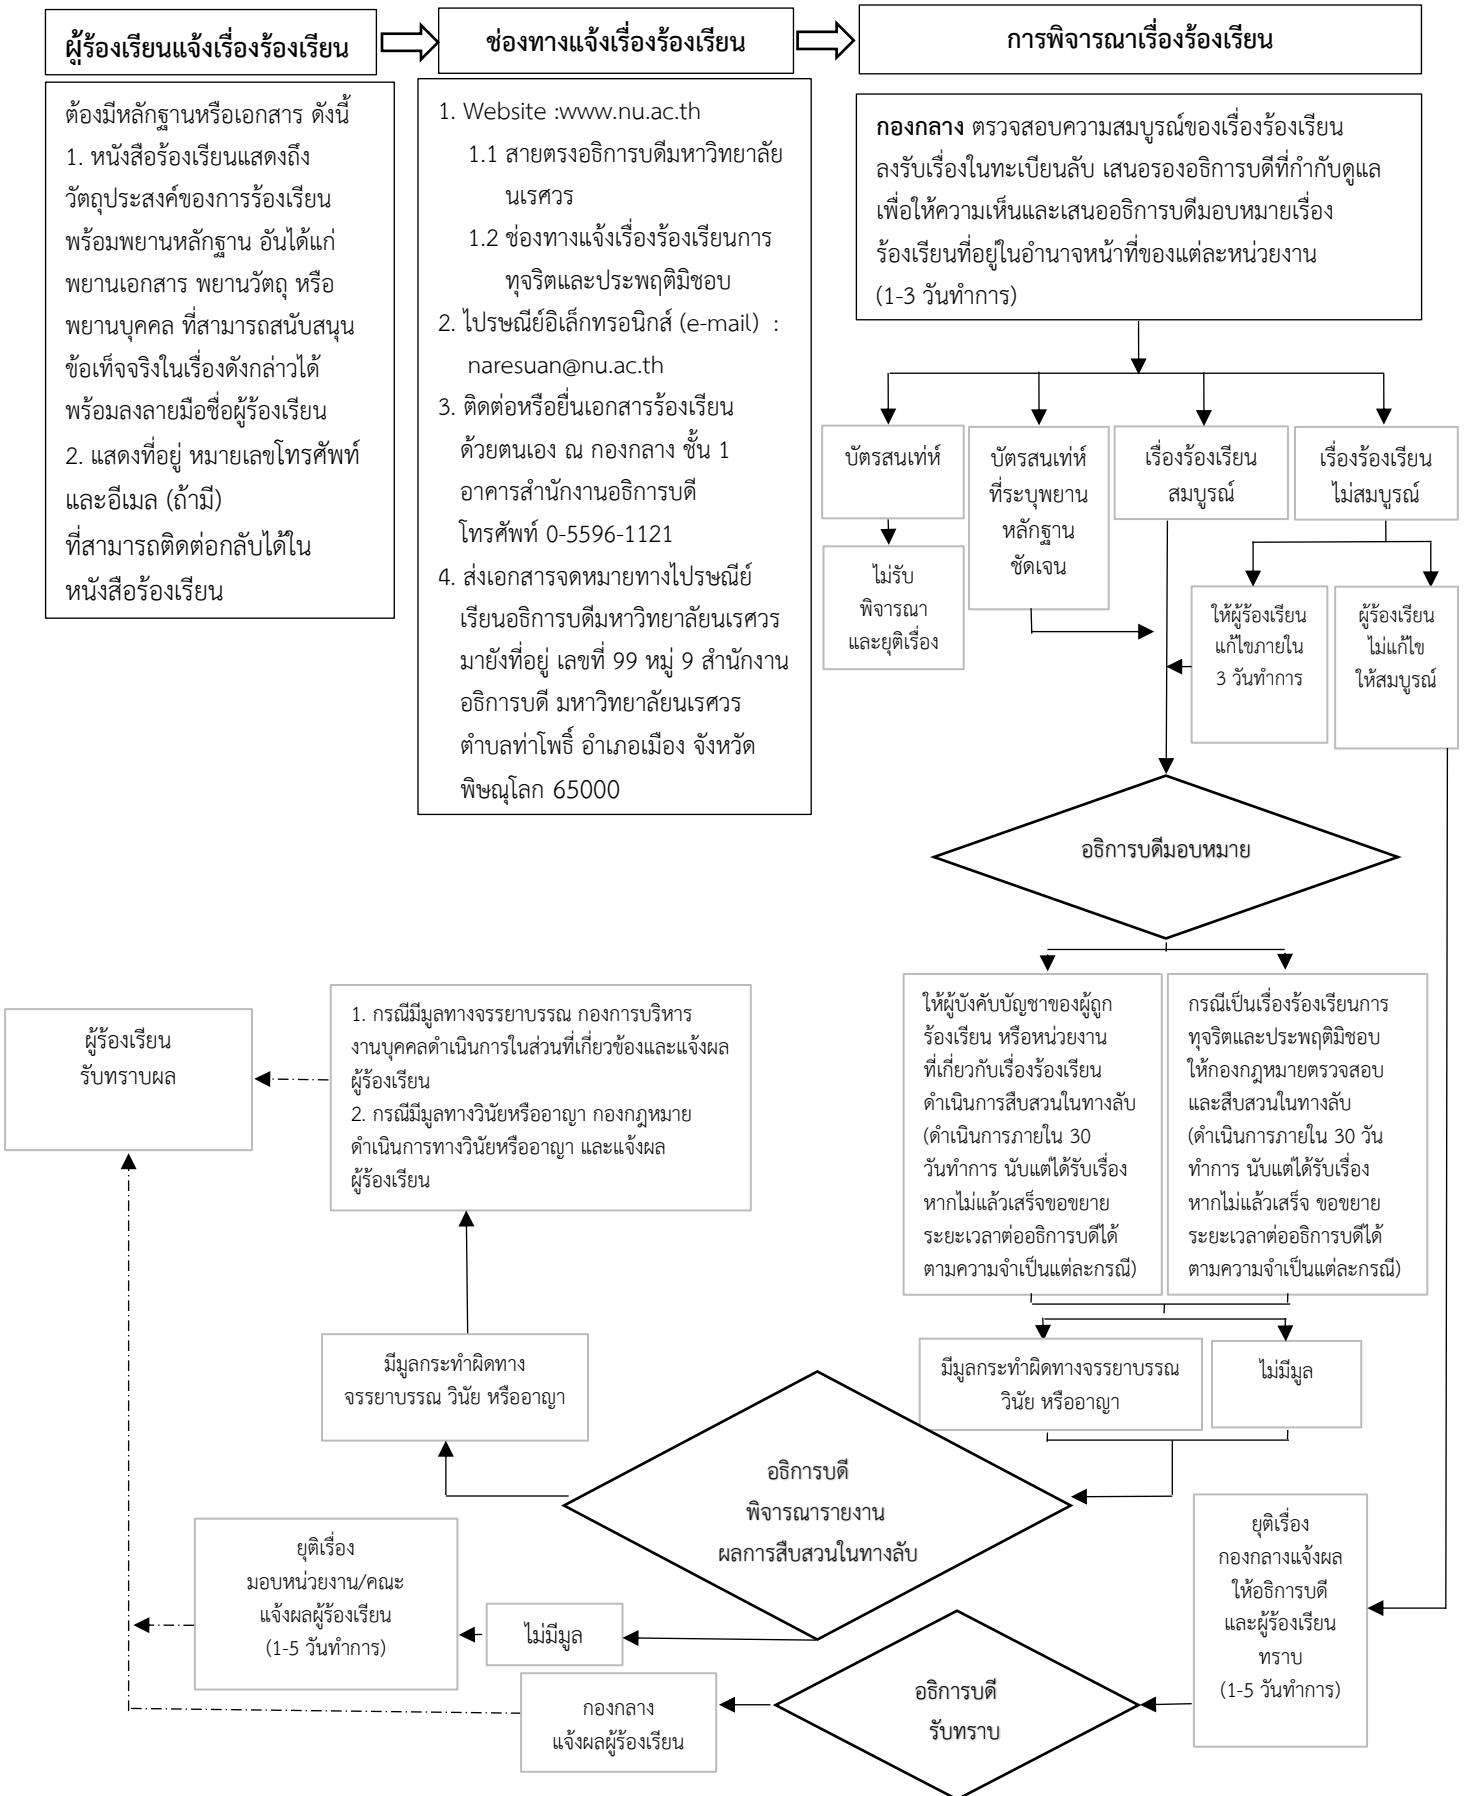 ผู้ร้องเรียนแจ้งเรื่องร้องเรียน
ช่องทางแจ้งเรื่องร้องเรียน
การพิจารณาเรื่องร้องเรียน
ต้องมีหลักฐานหรือเอกสาร ดังนี้
1. หนังสือร้องเรียนแสดงถึง
วัตถุประสงค์ของการร้องเรียน
พร้อมพยานหลักฐาน อันได้แก่
พยานเอกสาร พยานวัตถุ หรือ
พยานบุคคล ที่สามารถสนับสนุน
ข้อเท็จจริงในเรื่องดังกล่าวได้
พร้อมลงลายมือชื่อผู้ร้องเรียน
2. แสดงที่อยู่ หมายเลขโทรศัพท์
และอีเมล (ถ้ามี)
ที่สามารถติดต่อกลับได้ใน
หนังสือร้องเรียน
1. Website :www.nu.ac.th
1.1 สายตรงอธิการบดีมหาวิทยาลัย
นเรศวร
1.2 ช่องทางแจ้งเรื่องร้องเรียนการ
ทุจริตและประพฤติมิชอบ
2. ไปรษณีย์อิเล็กทรอนิกส์ (e-mail) :
naresuan@nu.ac.th
3. ติดต่อหรือยื่นเอกสารร้องเรียน
ด้วยตนเอง ณ กองกลาง ชั้น 1
อาคารสำนักงานอธิการบดี
โทรศัพท์ 0-5596-1121
4. ส่งเอกสารจดหมายทางไปรษณีย์
เรียนอธิการบดีมหาวิทยาลัยนเรศวร
มายังที่อยู่ เลขที่ 99 หมู่ 9 สำนักงาน
อธิการบดี มหาวิทยาลัยนเรศวร
ตำบลท่าโพธิ์ อำเภอเมือง จังหวัด
พิษณุโลก 65000
กองกลาง ตรวจสอบความสมบูรณ์ของเรื่องร้องเรียน
ลงรับเรื่องในทะเบียนลับ เสนอรองอธิการบดีที่กำกับดูแล
เพื่อให้ความเห็นและเสนออธิการบดีมอบหมายเรื่อง
ร้องเรียนที่อยู่ในอำนาจหน้าที่ของแต่ละหน่วยงาน
(1-3 วันทำการ)
บัตรสนเท่ห์
บัตรสนเท่ห์
ที่ระบุพยาน
หลักฐาน
ชัดเจน
เรื่องร้องเรียน
สมบูรณ์
เรื่องร้องเรียน
ไม่สมบูรณ์
ไม่รับ
พิจารณา
และยุติเรื่อง
ให้ผู้ร้องเรียน
แก้ไขภายใน
3 วันทำการ
ผู้ร้องเรียน
ไม่แก้ไข
ให้สมบูรณ์
อธิการบดีมอบหมาย
ให้ผู้บังคับบัญชาของผู้ถูก
ร้องเรียน หรือหน่วยงาน
ที่เกี่ยวกับเรื่องร้องเรียน
ดำเนินการสืบสวนในทางลับ
(ดำเนินการภายใน 30
วันทำการ นับแต่ได้รับเรื่อง
หากไม่แล้วเสร็จขอขยาย
ระยะเวลาต่ออธิการบดีได้
ตามความจำเป็นแต่ละกรณี)
กรณีเป็นเรื่องร้องเรียนการ
ทุจริตและประพฤติมิชอบ
ให้กองกฎหมายตรวจสอบ
และสืบสวนในทางลับ
(ดำเนินการภายใน 30 วัน
ทำการ นับแต่ได้รับเรื่อง
หากไม่แล้วเสร็จ ขอขยาย
ระยะเวลาต่ออธิการบดีได้
ตามความจำเป็นแต่ละกรณี)
ผู้ร้องเรียน
รับทราบผล
1. กรณีมีมูลทางจรรยาบรรณ กองการบริหาร
งานบุคคลดำเนินการในส่วนที่เกี่ยวข้องและแจ้งผล
ผู้ร้องเรียน
2. กรณีมีมูลทางวินัยหรืออาญา กองกฎหมาย
ดำเนินการทางวินัยหรืออาญา และแจ้งผล
ผู้ร้องเรียน
มีมูลกระทำผิดทาง
จรรยาบรรณ วินัย หรืออาญา
มีมูลกระทำผิดทางจรรยาบรรณ
วินัย หรืออาญา
ไม่มีมูล
อธิการบดี
พิจารณารายงาน
ผลการสืบสวนในทางลับ
ยุติเรื่อง
มอบหน่วยงาน/คณะ
แจ้งผลผู้ร้องเรียน
(1-5 วันทำการ)
ไม่มีมูล
ยุติเรื่อง
กองกลางแจ้งผล
ให้อธิการบดี
และผู้ร้องเรียน
ทราบ
(1-5 วันทำการ)
กองกลาง
แจ้งผลผู้ร้องเรียน
อธิการบดี
รับทราบ